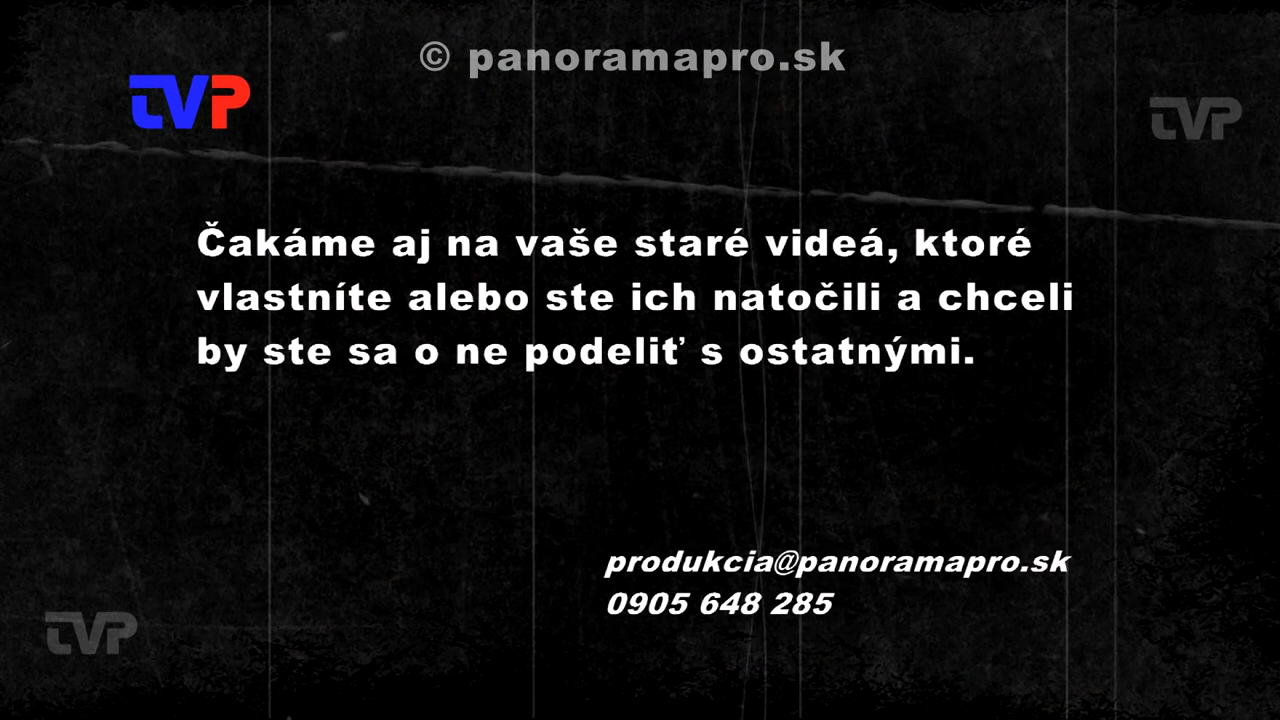 © panoramapro.sk
TVP
TVP
Čakáme aj na vaše staré videá, ktoré
vlastníte alebo ste ich natočili a chceli
by ste sa o ne podeliť s ostatnými.
produkcia@panoramapro.sk
0905 648 285
TVP